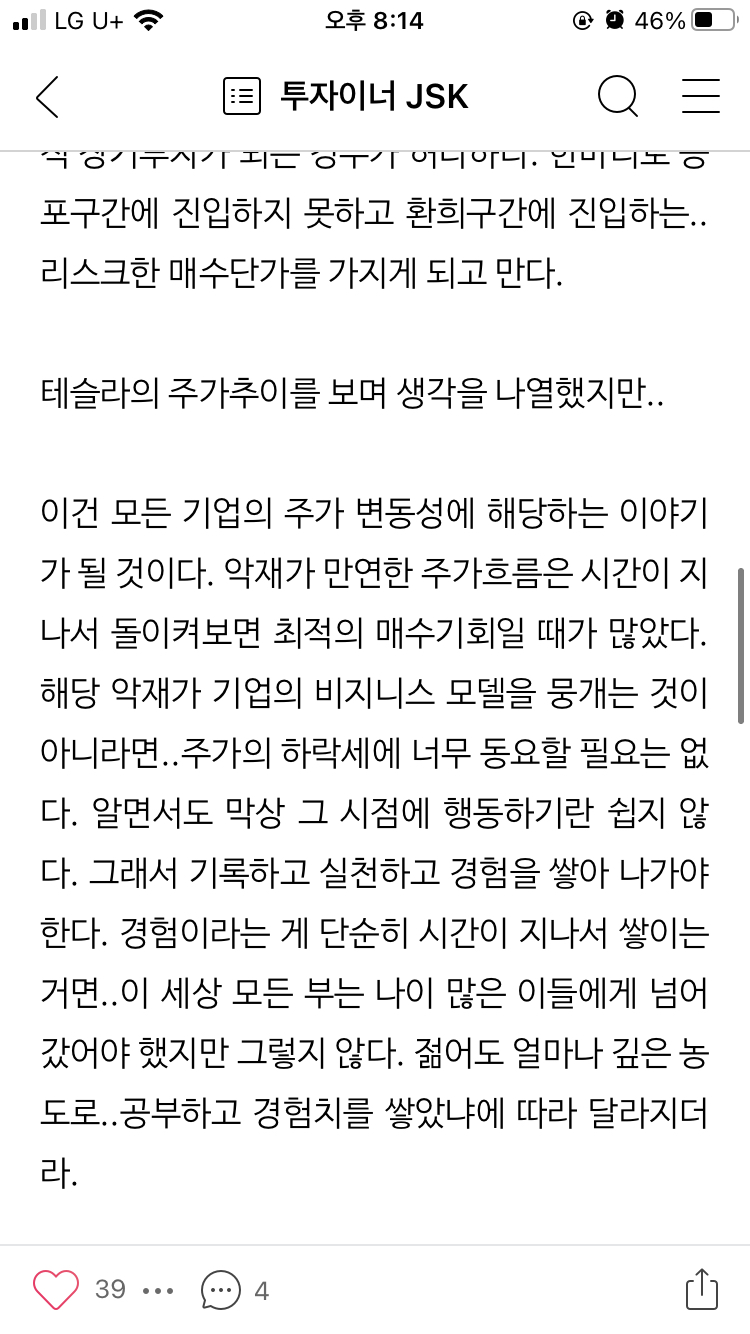 LG U+
오후 8:14
46%
투자이너 JSK
포구간에 진입하지 못하고 환희구간에 진입하는..
리스크한 매수단가를 가지게 되고 만다.
테슬라의 주가추이를 보며 생각을 나열했지만..
이건 모든 기업의 주가 변동성에 해당하는 이야기
가 될 것이다. 악재가 만연한 주가흐름은 시간이 지
나서 돌이켜보면 최적의 매수기회일 때가 많았다.
해당 악재가 기업의 비지니스 모델을 뭉개는 것이
아니라면..주가의 하락세에 너무 동요할 필요는 없
다. 알면서도 막상 그 시점에 행동하기란 쉽지 않
다. 그래서 기록하고 실천하고 경험을 쌓아 나가야
한다. 경험이라는 게 단순히 시간이 지나서 쌓이는
거면..이 세상 모든 부는 나이 많은 이들에게 넘어
갔어야 했지만 그렇지 않다. 젊어도 얼마나 깊은 농
도로..공부하고 경험치를 쌓았냐에 따라 달라지더
라.
39
4